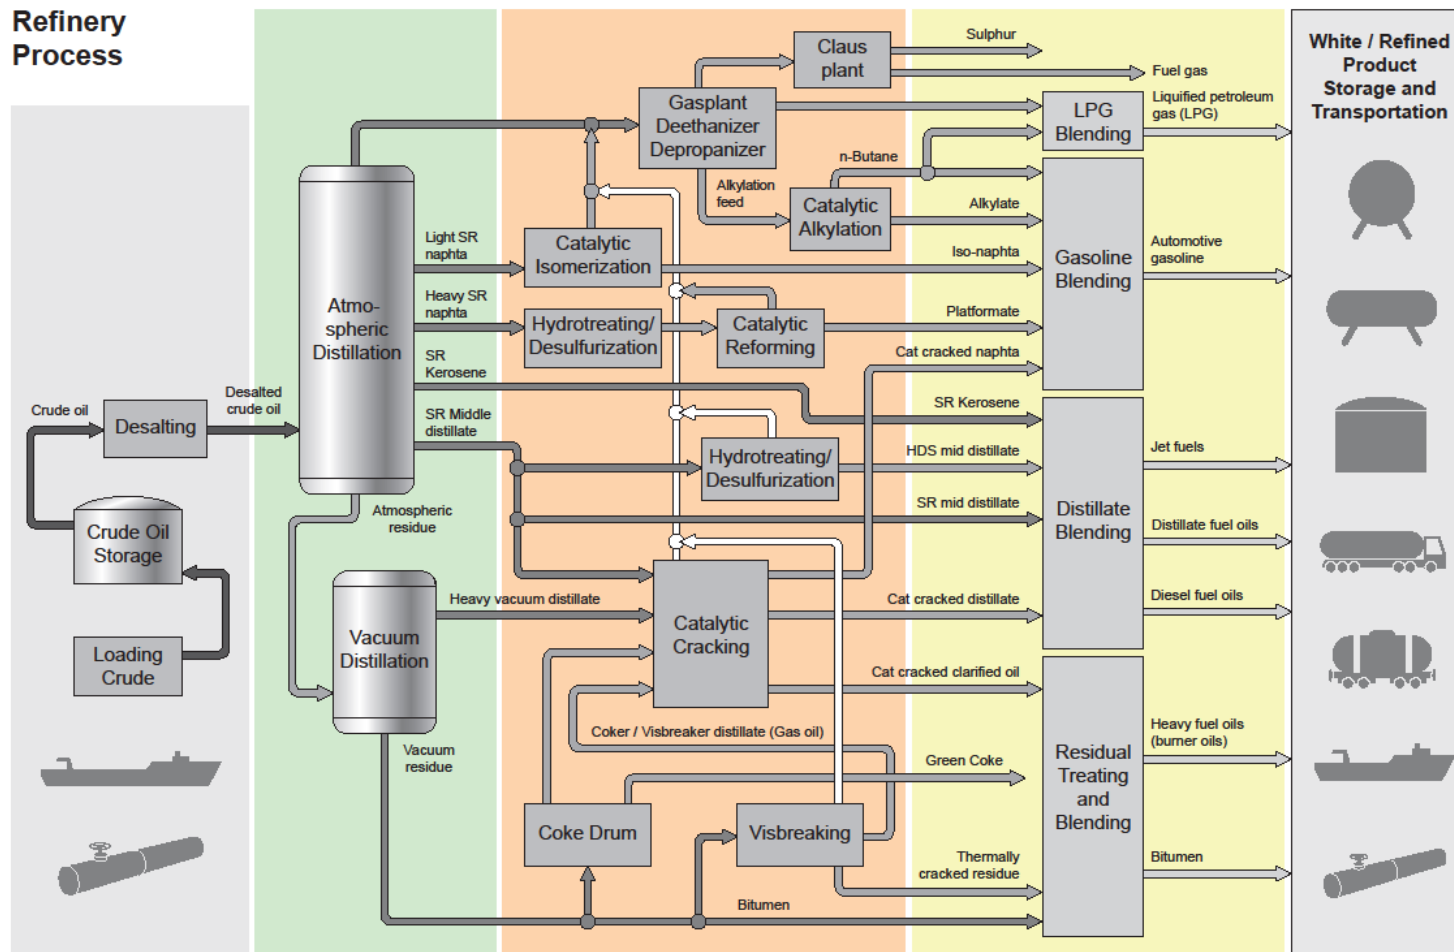 Refinery
Process
Crude oil
Desalting
Desalted
crude oil
Crude Oil
Storage
Loading
Crude
Atmo-
spheric
Distillation
Light SR
naphta
Heavy SR
naphta
SR
Kerosene
SR Middle
distillate
Atmospheric
residue
Vacuum
Distillation
Heavy vacuum distillate
Vacuum
residue
Claus
plant
Gasplant
Deethanizer
Depropanizer
Alkylation
feed
Catalytic
Alkylation
n-Butane
Catalytic
Isomerization
Hydrotreating/
Desulfurization
Catalytic
Reforming
Hydrotreating/
Desulfurization
Catalytic
Cracking
Coker / Visbreaker distillate (Gas oil)
Coke Drum
Visbreaking
Bitumen
Sulphur
Fuel gas
LPG
Blending
Liquified petroleum
gas (LPG)
Alkylate
Iso-naphta
Platformate
Cat cracked naphta
Gasoline
Blending
Automotive
gasoline
SR Kerosene
HDS mid distillate
SR mid distillate
Cat cracked distillate
Distillate
Blending
Jet fuels
Distillate fuel oils
Diesel fuel oils
Cat cracked clarified oil
Green Coke
Thermally
cracked residue
Residual
Treating
and
Blending
Heavy fuel oils
(burner oils)
Bitumen
White / Refined
Product
Storage and
Transportation